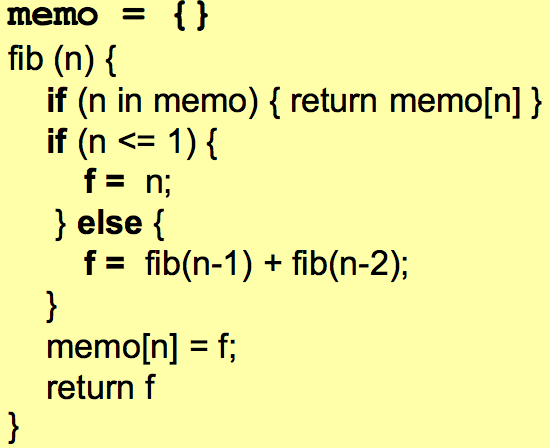 memo = {}
fib (n) {
if (n in memo) { return memo[n] }
if (n <= 1) {
f = n;
} else {
f = fib(n-1) + fib(n-2);
}
memo[n] = f;
return f
}